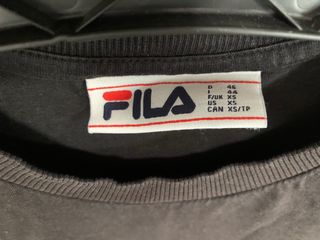 FILA
D 46
I 44
F/UK XS
US XS
CAN XS/TP